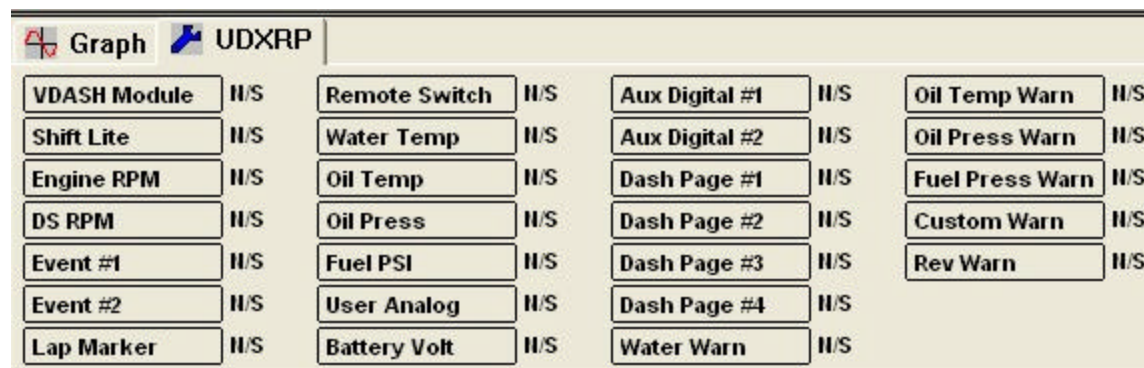 Graph UDXRP
VDASH Module N/S Remote Switch N/S Aux Digital #1 N/S Oil Temp Warn N/S
Shift Lite N/S Water Temp N/S Aux Digital #2 N/S Oil Press Warn N/S
Engine RPM N/S Oil Temp N/S Dash Page #1 N/S Fuel Press Warn N/S
DS RPM N/S Oil Press N/S Dash Page #2 N/S Custom Warn N/S
Event #1 N/S Fuel PSI N/S Dash Page #3 N/S Rev Warn N/S
Event #2 N/S User Analog N/S Dash Page #4 N/S
Lap Marker N/S Battery Volt N/S Water Warn N/S